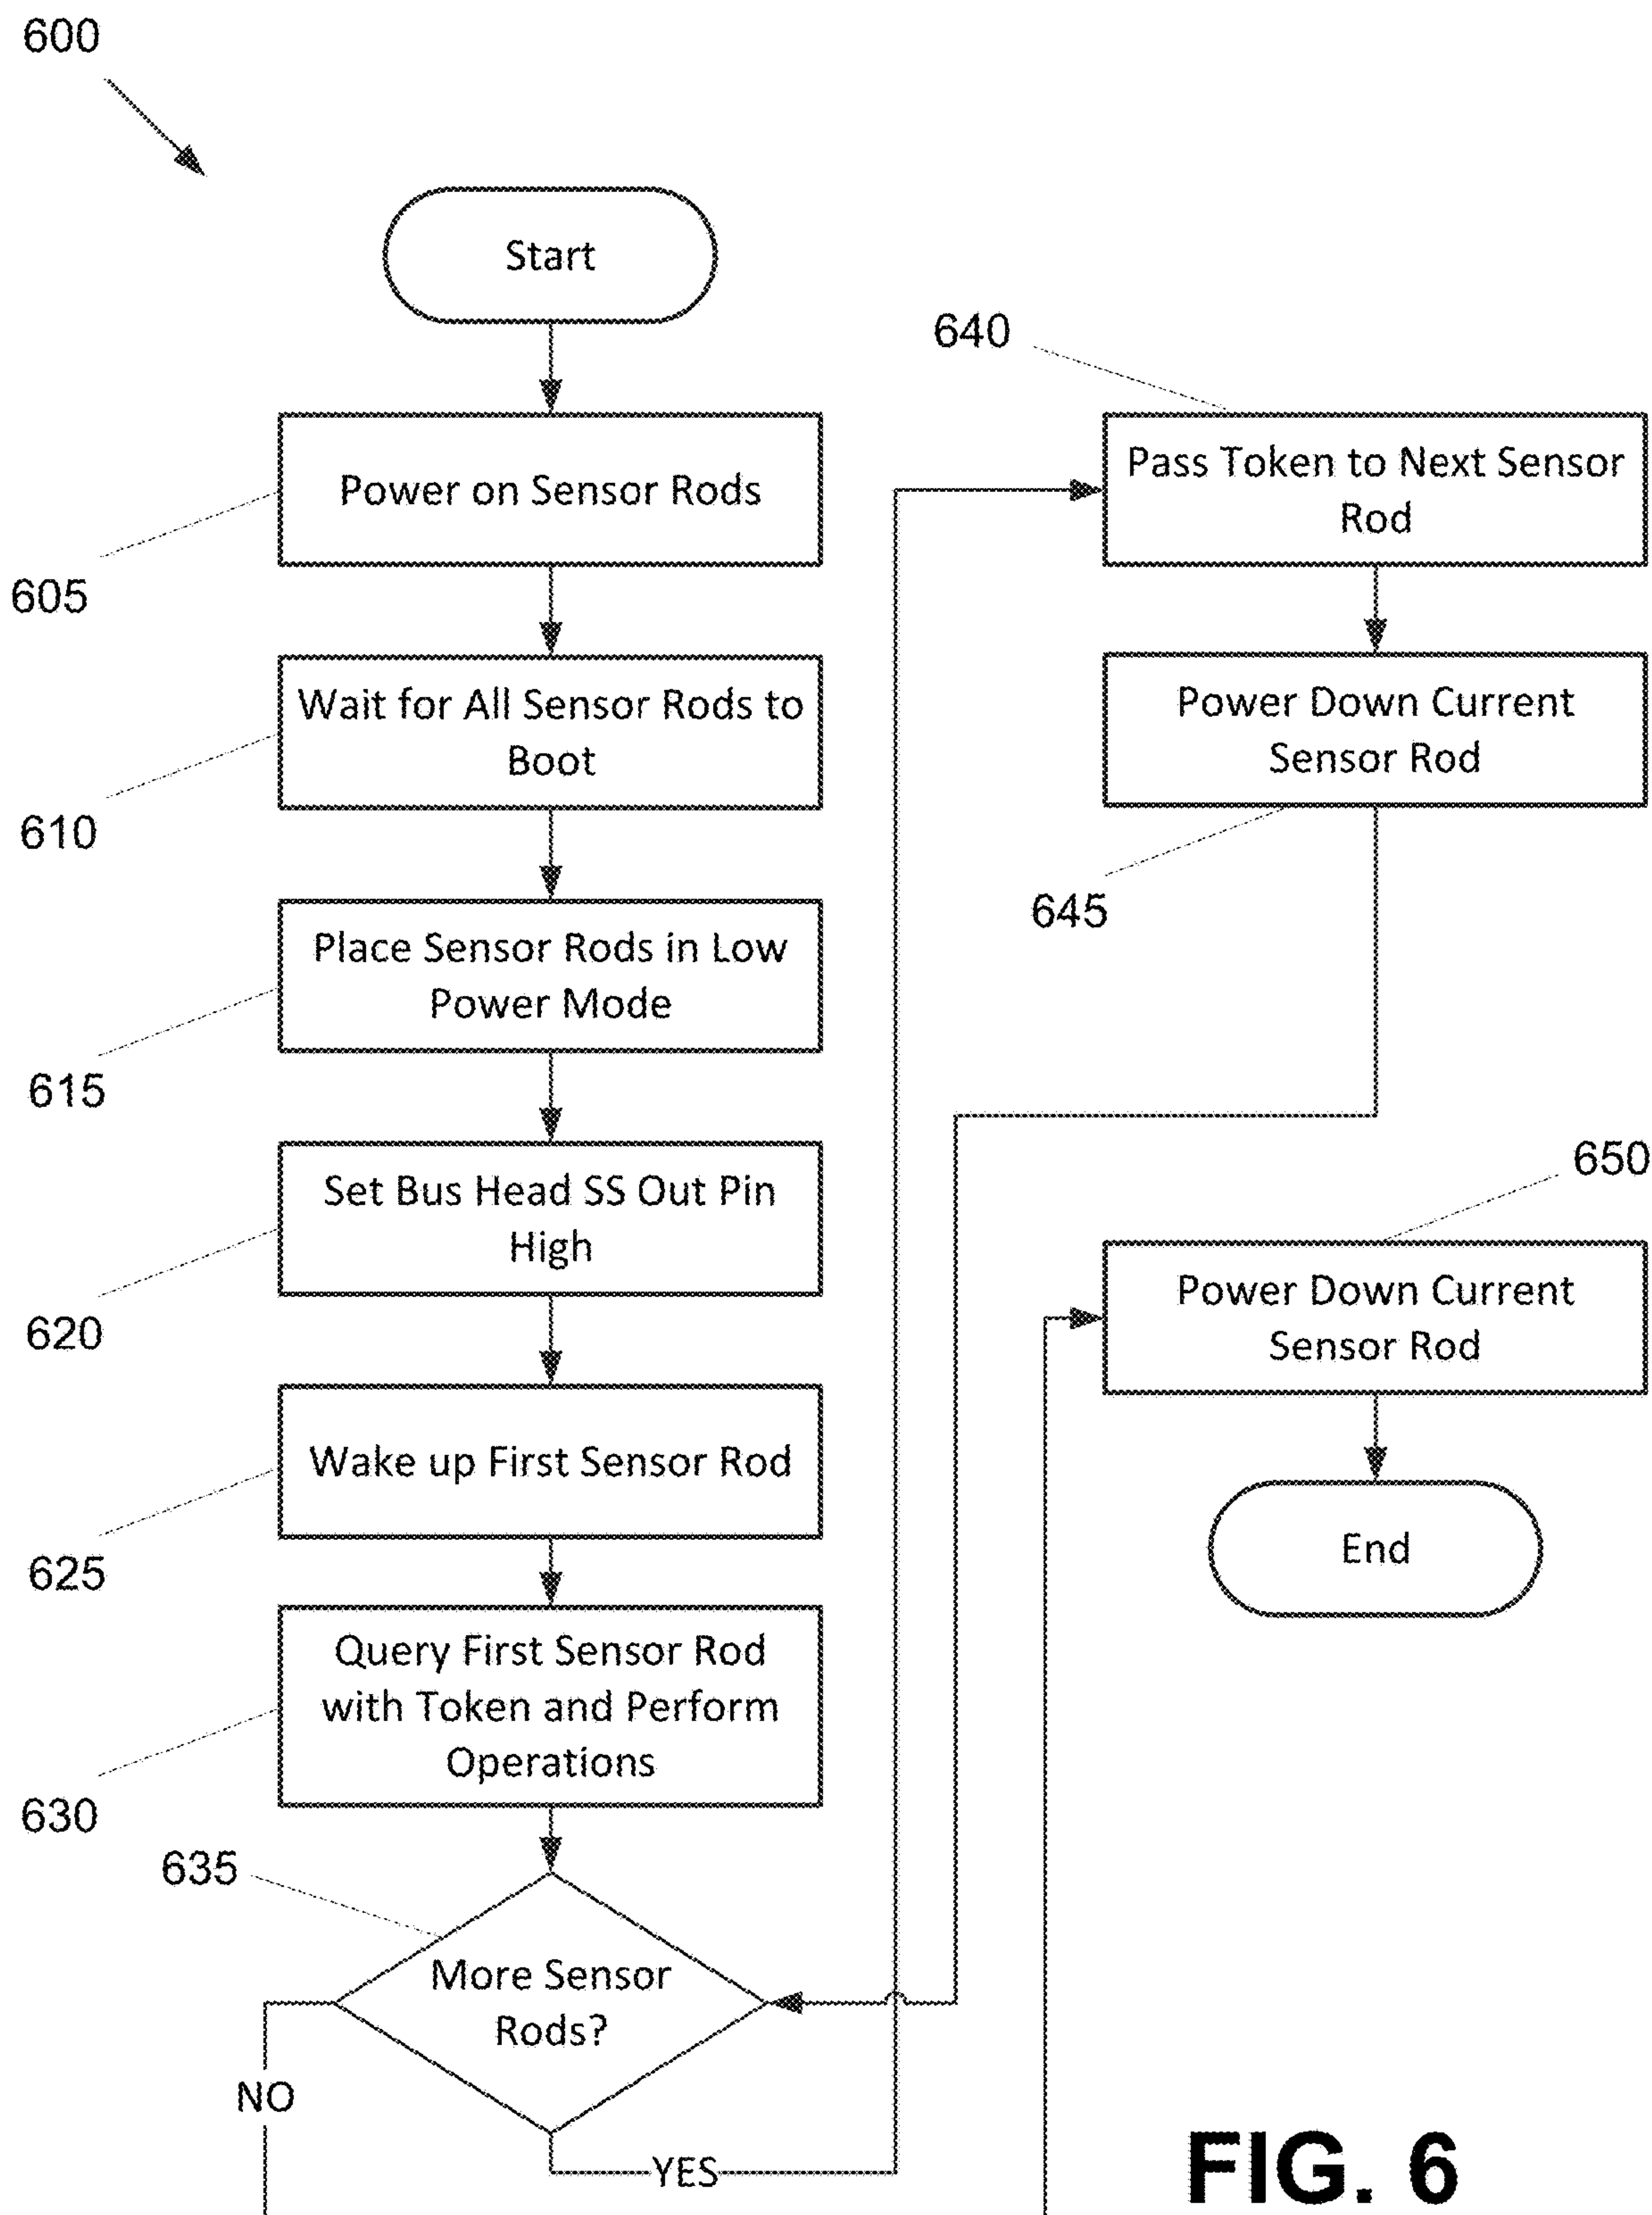 600
Start
Power on Sensor Rods
605
Wait for All Sensor Rods to
Boot
610
Place Sensor Rods in Low
Power Mode
615
Set Bus Head SS Out Pin
High
620
Wake up First Sensor Rod
625
Query First Sensor Rod
with Token and Perform
Operations
630
635
More Sensor
Rods?
NO
YES
640
Pass Token to Next Sensor
Rod
Power Down Current
Sensor Rod
645
650
Power Down Current
Sensor Rod
End
FIG. 6